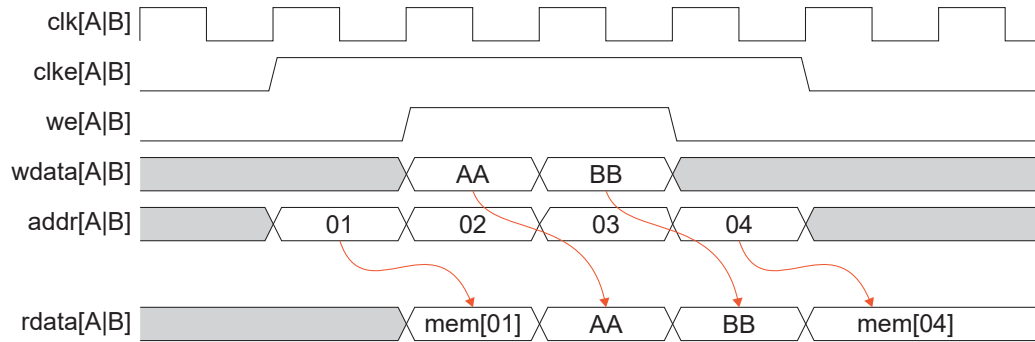 clk[A|B]
clke[A|B]
we[A|B]
wdata[A|B] AA BB
addr[A|B] 01 02 03 04
rdata[A|B] mem[01] AA BB mem[04]